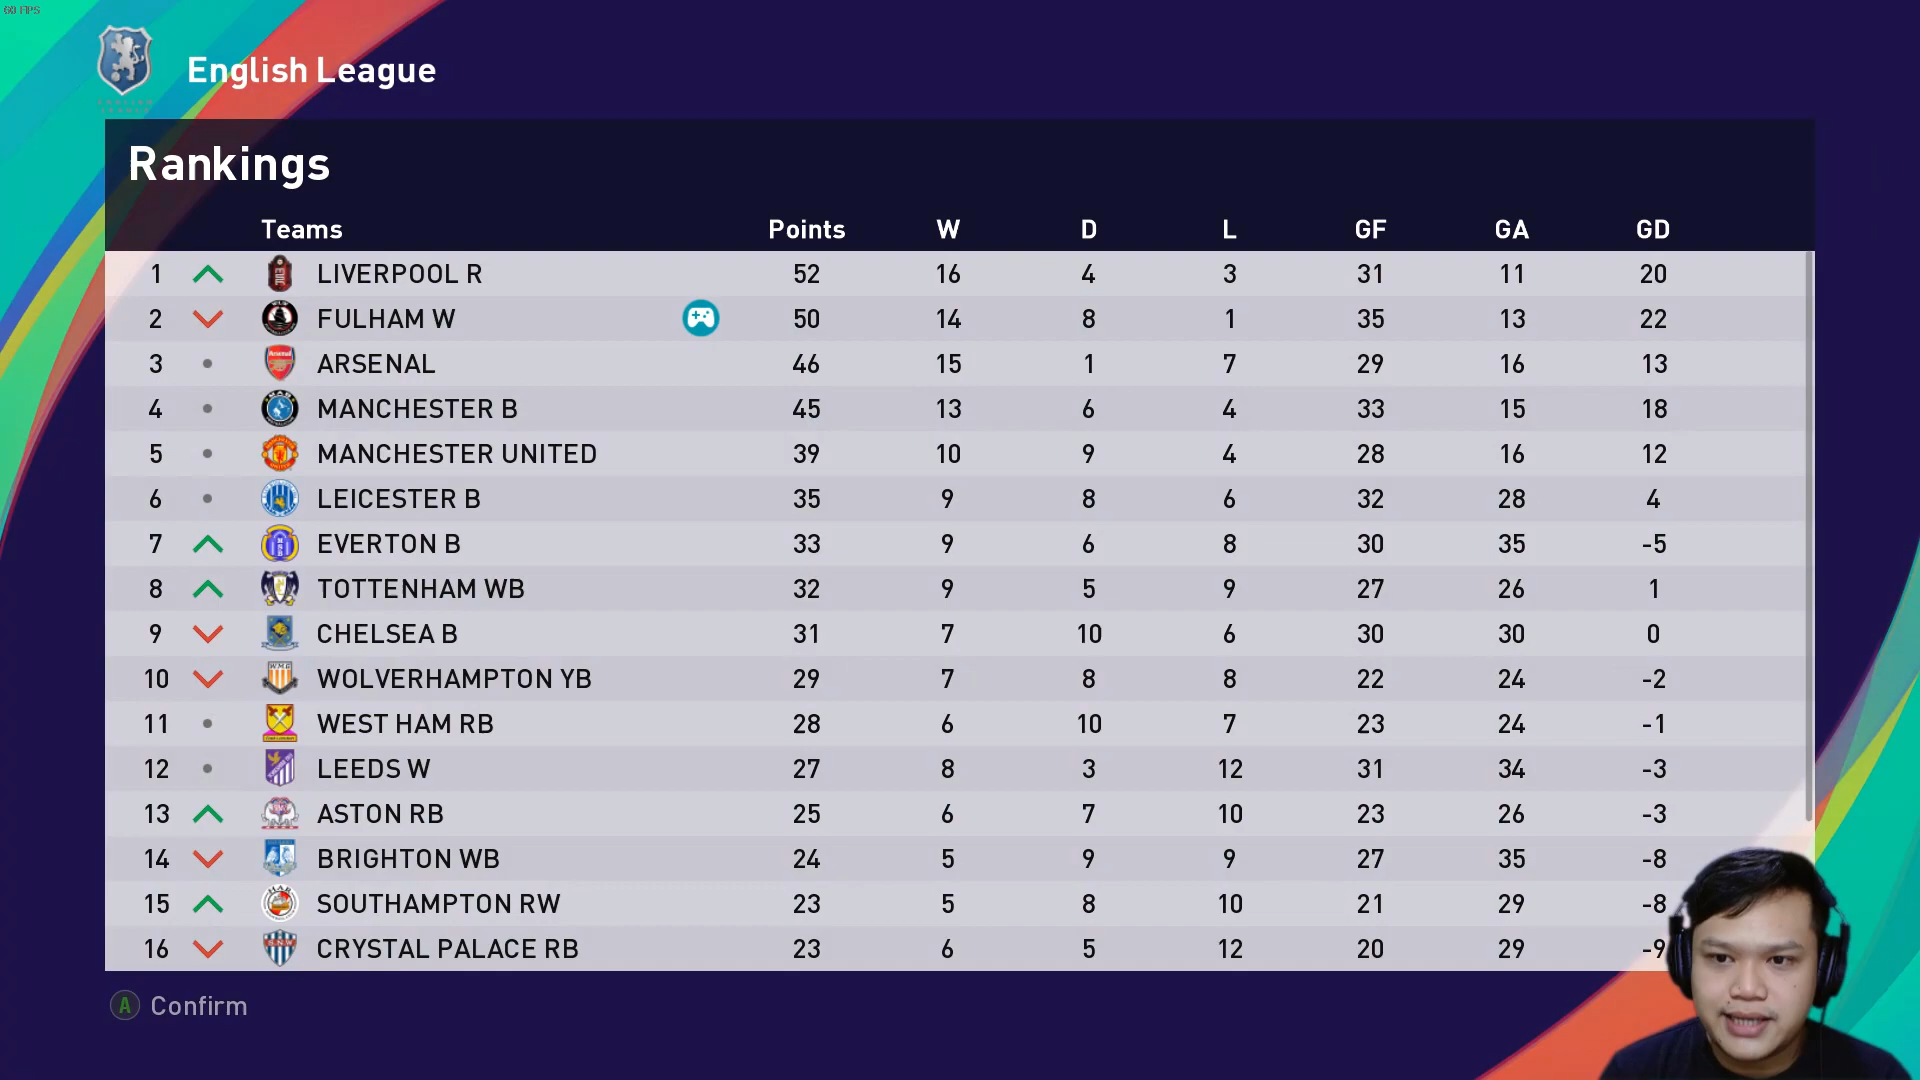 60 FPS
English League
Rankings
Teams Points W D L GF GA GD
1 LIVERPOOL R 52 16 4 3 31 11 20
2 FULHAM W 50 14 8 1 35 13 22
3 ARSENAL 46 15 1 7 29 16 13
4 MANCHESTER B 45 13 6 4 33 15 18
5 MANCHESTER UNITED 39 10 9 4 28 16 12
6 LEICESTER B 35 9 8 6 32 28 4
7 EVERTON B 33 9 6 8 30 35 -5
8 TOTTENHAM WB 32 9 5 9 27 26 1
9 CHELSEA B 31 7 10 6 30 30 0
10 WOLVERHAMPTON YB 29 7 8 8 22 24 -2
11 WEST HAM RB 28 6 10 7 23 24 -1
12 LEEDS W 27 8 3 12 31 34 -3
13 ASTON RB 25 6 7 10 23 26 -3
14 BRIGHTON WB 24 5 9 9 27 35 -8
15 SOUTHAMPTON RW 23 5 8 10 21 29 -8
16 CRYSTAL PALACE RB 23 6 5 12 20 29 -9
A Confirm